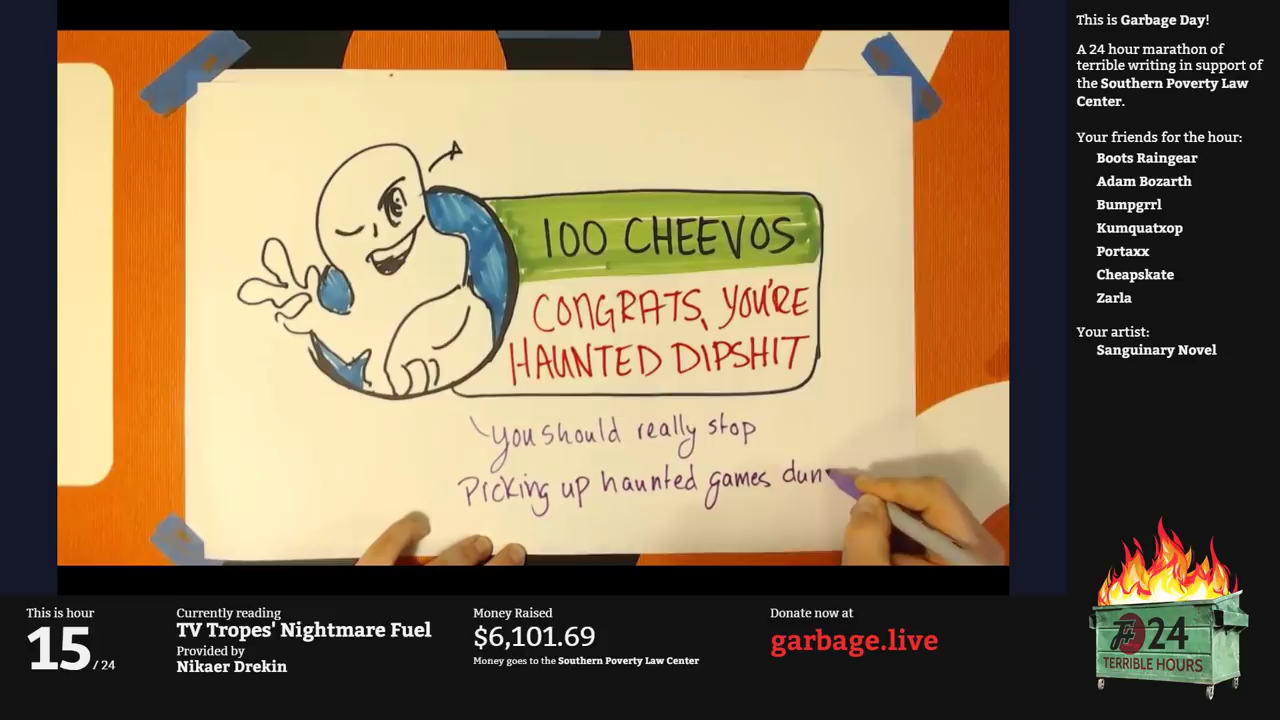 This is Garbage Day!
A 24 hour marathon of
terrible writing in support of
the Southern Poverty Law
Center.
Your friends for the hour:
Boots Raingear
Adam Bozarth
Bumpgrrl
Kumquatxop
Portaxx
Cheapskate
Zarla
Your artist:
Sanguinary Novel
100 CHEEVOS
CONGRATS, YOU'RE
HAUNTED DIPSHIT
you should really stop
Picking up haunted games dun
This is hour
15 / 24
Currently reading
TV Tropes' Nightmare Fuel
Provided by
Nikaer Drekin
Money Raised
$6,101.69
Money goes to the Southern Poverty Law Center
Donate now at
garbage.live
24
TERRIBLE HOURS